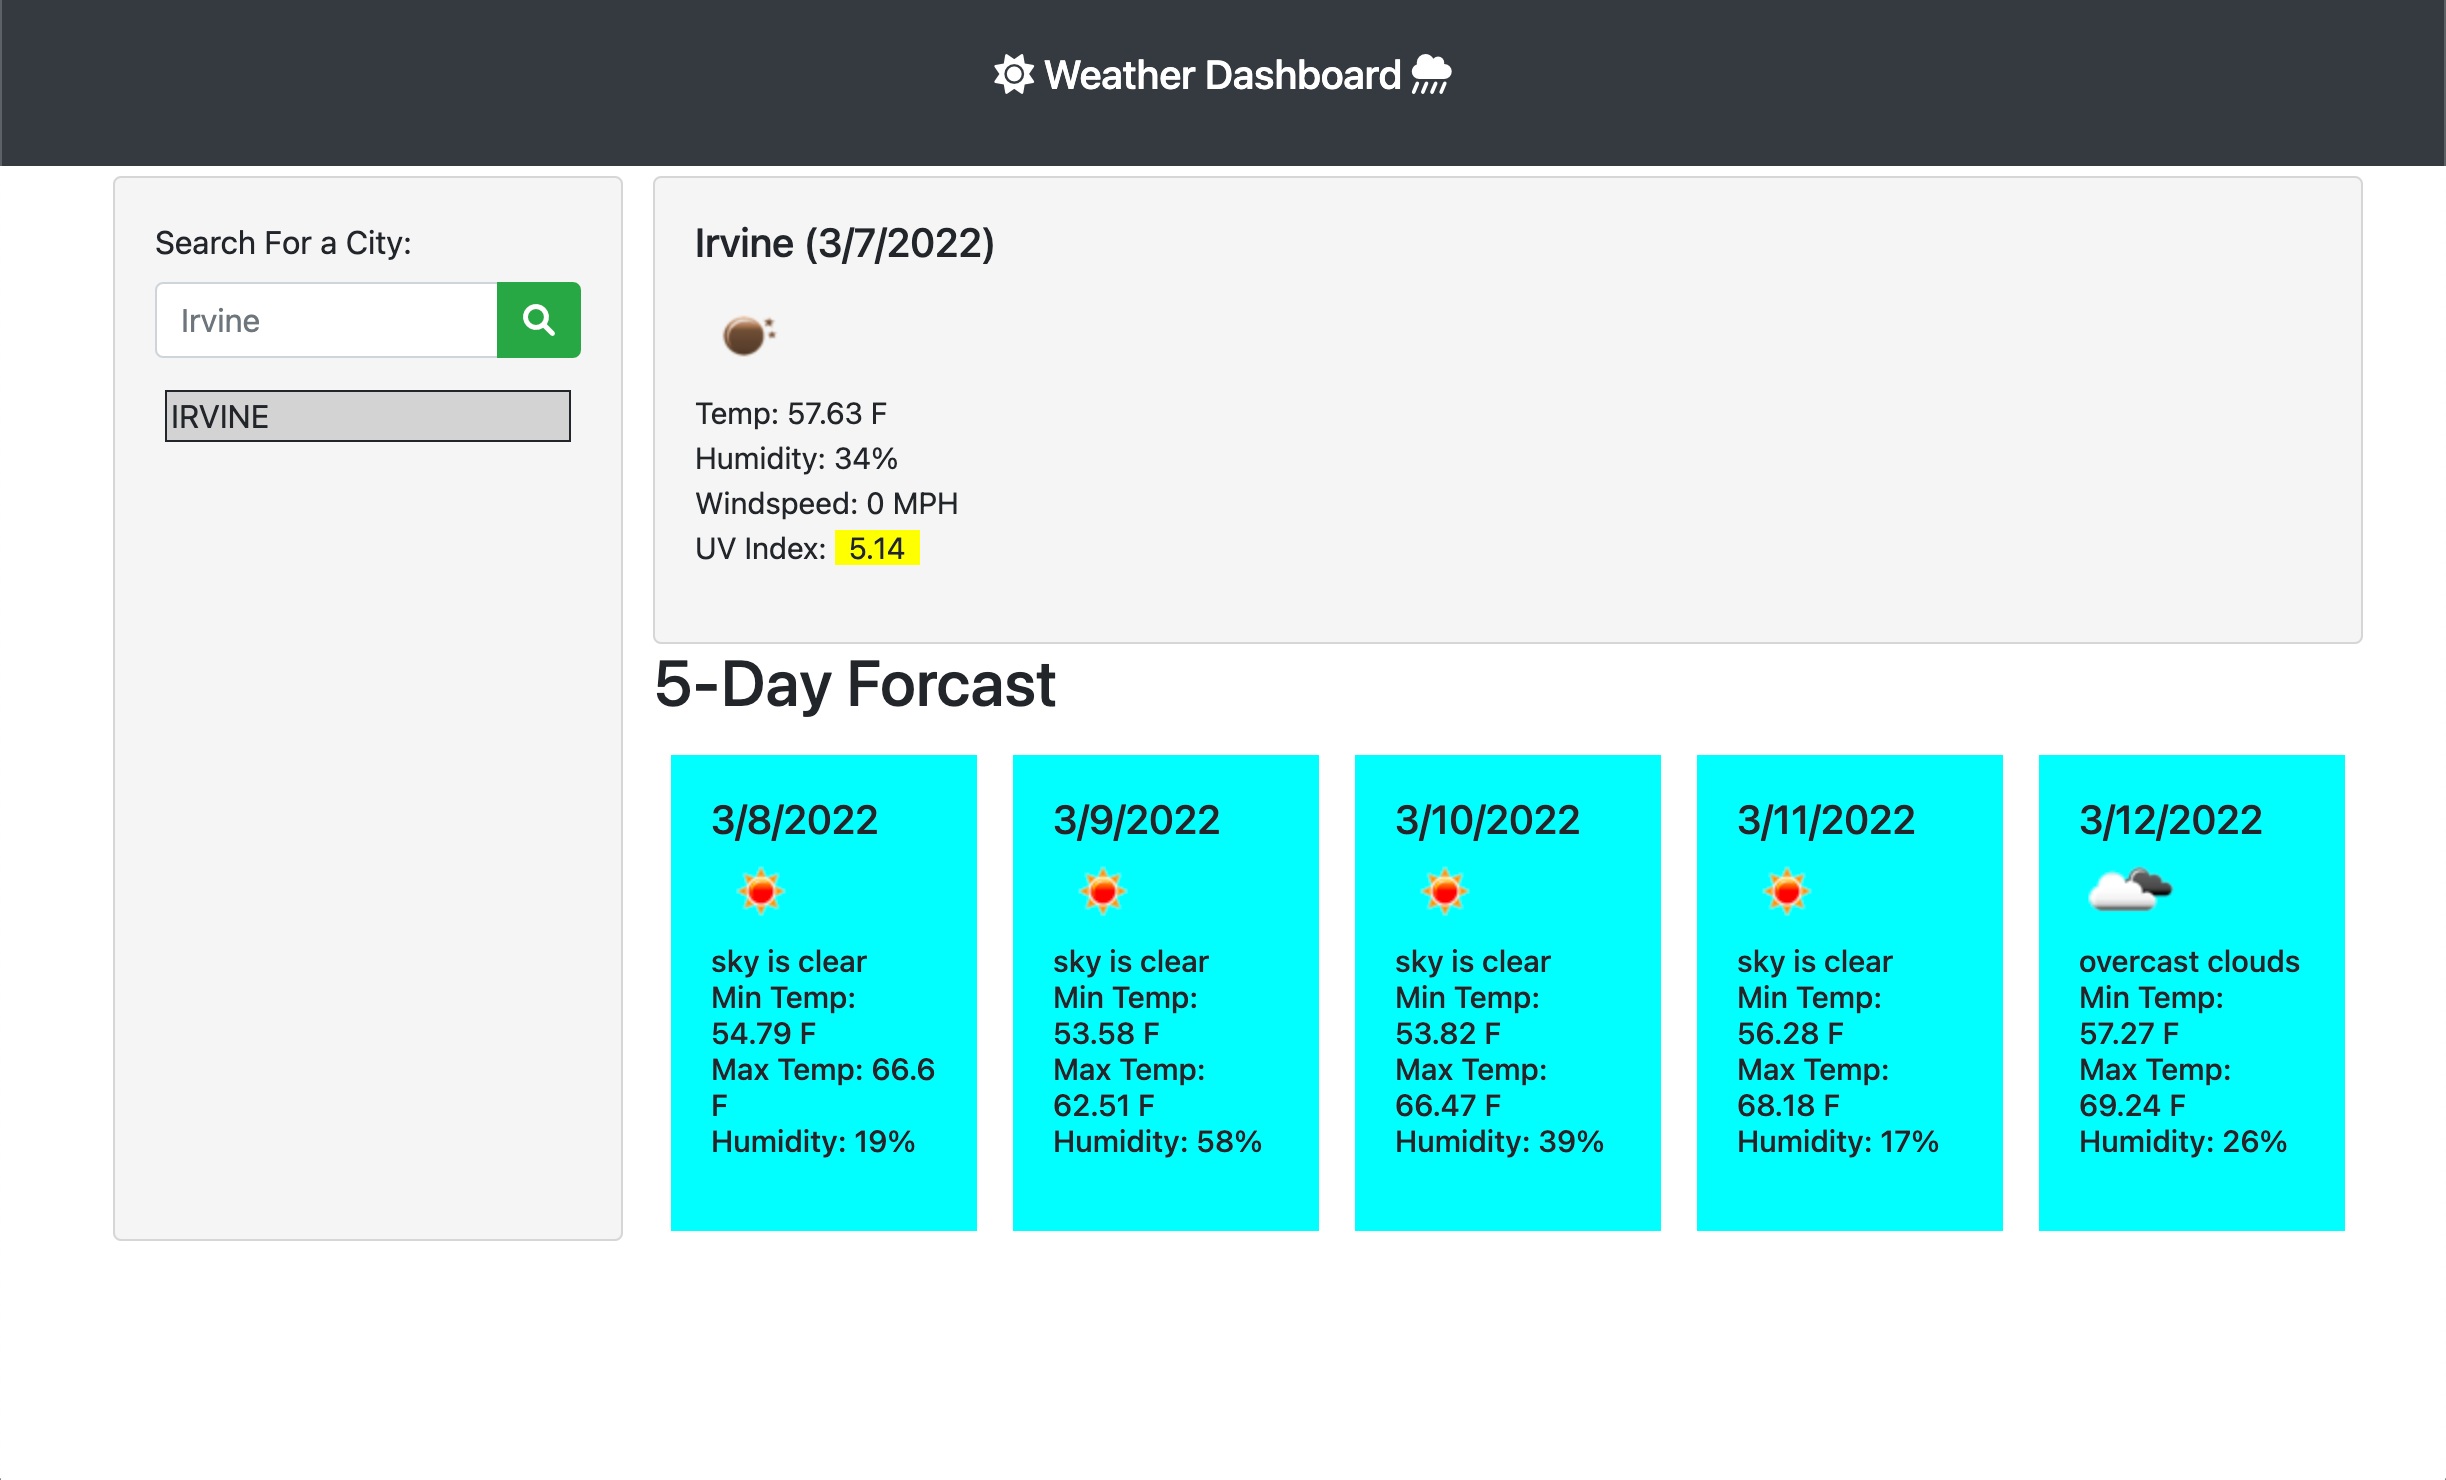 Weather Dashboard
Search For a City:
Irvine
IRVINE
Irvine (3/7/2022)
Temp: 57.63 F
Humidity: 34%
Windspeed: 0 MPH
UV Index: 5.14
5-Day Forcast
3/8/2022
sky is clear
Min Temp:
54.79 F
Max Temp: 66.6
F
Humidity: 19%
3/9/2022
sky is clear
Min Temp:
53.58 F
Max Temp:
62.51 F
Humidity: 58%
3/10/2022
sky is clear
Min Temp:
53.82 F
Max Temp:
66.47 F
Humidity: 39%
3/11/2022
sky is clear
Min Temp:
56.28 F
Max Temp:
68.18 F
Humidity: 17%
3/12/2022
overcast clouds
Min Temp:
57.27 F
Max Temp:
69.24 F
Humidity: 26%